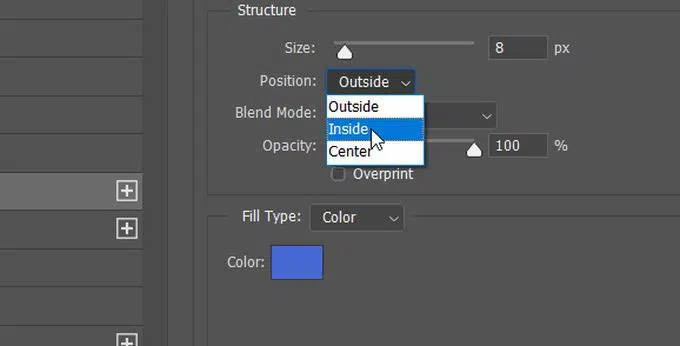 Structure
Size: 8 px
Position: Outside
Outside
Inside
Center
Blend Mode:
Opacity: 100 %
Overprint
Fill Type: Color
Color: